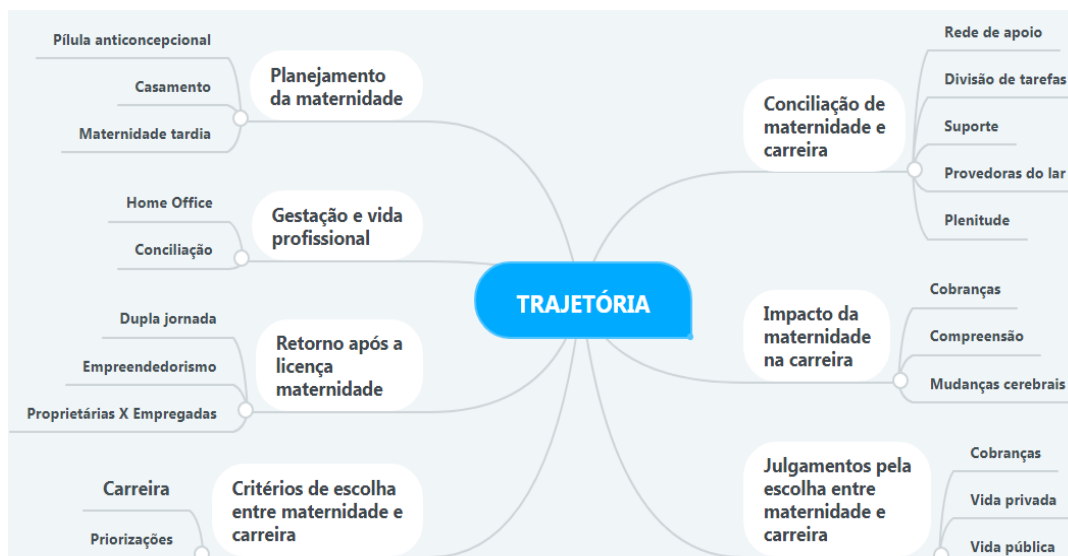 TRAJETÓRIA
Planejamento
da maternidade
Pílula anticoncepcional
Casamento
Maternidade tardia
Gestação e vida
profissional
Home Office
Conciliação
Retorno após a
licença
maternidade
Dupla jornada
Empreendedorismo
Proprietárias X Empregadas
Critérios de escolha
entre maternidade e
carreira
Carreira
Priorizações
Conciliação de
maternidade e
carreira
Rede de apoio
Divisão de tarefas
Suporte
Provedoras do lar
Plenitude
Impacto da
maternidade
na carreira
Cobranças
Compreensão
Mudanças cerebrais
Julgamentos pela
escolha entre
maternidade e
carreira
Cobranças
Vida privada
Vida pública